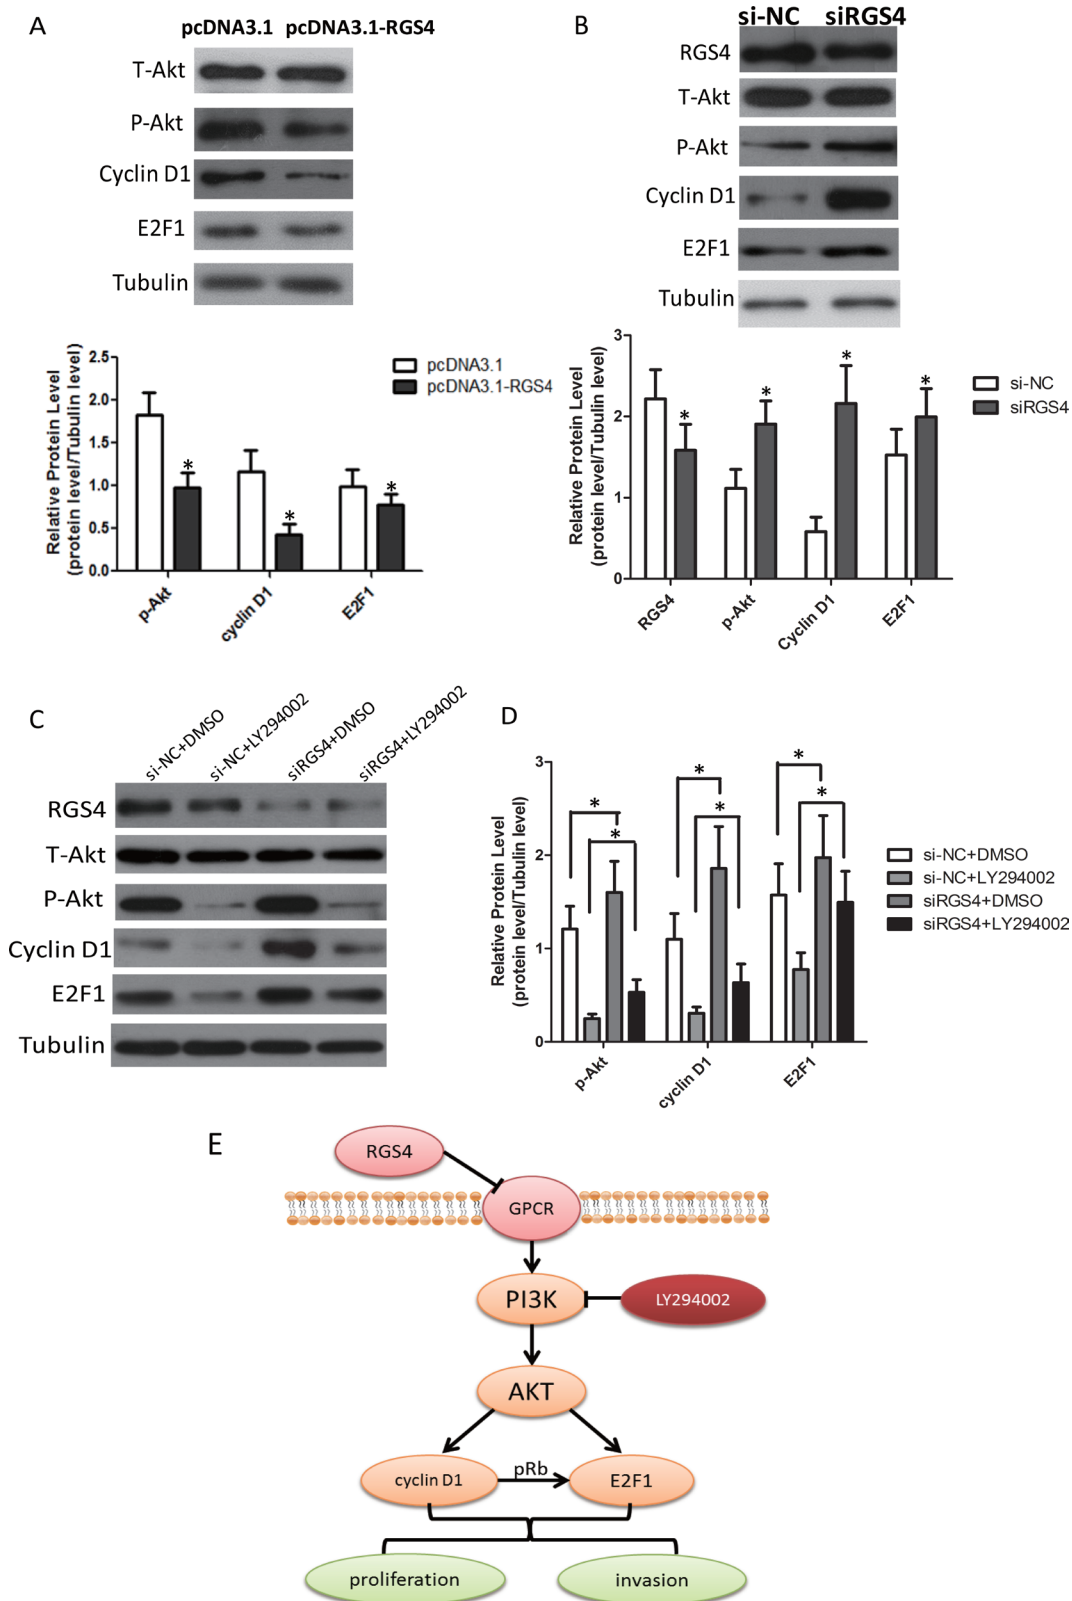 A
pcDNA3.1 pcDNA3.1-RGS4
T-Akt
P-Akt
Cyclin D1
E2F1
Tubulin
Relative Protein Level
(protein level/Tubulin level)
2.5
2.0
1.5
1.0
0.5
0.0
* * *
p-Akt cyclin D1 E2F1
pcDNA3.1
pcDNA3.1-RGS4
B
si-NC siRGS4
RGS4
T-Akt
P-Akt
Cyclin D1
E2F1
Tubulin
Relative Protein Level
(protein level/Tubulin level)
3
2
1
0
* * * *
RGS4 p-Akt Cyclin D1 E2F1
si-NC
siRGS4
C
si-NC+DMSO si-NC+LY294002 siRGS4+DMSO siRGS4+LY294002
RGS4
T-Akt
P-Akt
Cyclin D1
E2F1
Tubulin
D
Relative Protein Level
(protein level/Tubulin level)
3
2
1
0
* * * * * *
p-Akt cyclin D1 E2F1
si-NC+DMSO
si-NC+LY294002
siRGS4+DMSO
siRGS4+LY294002
E
RGS4
GPCR
PI3K LY294002
AKT
cyclin D1 pRb E2F1
proliferation invasion